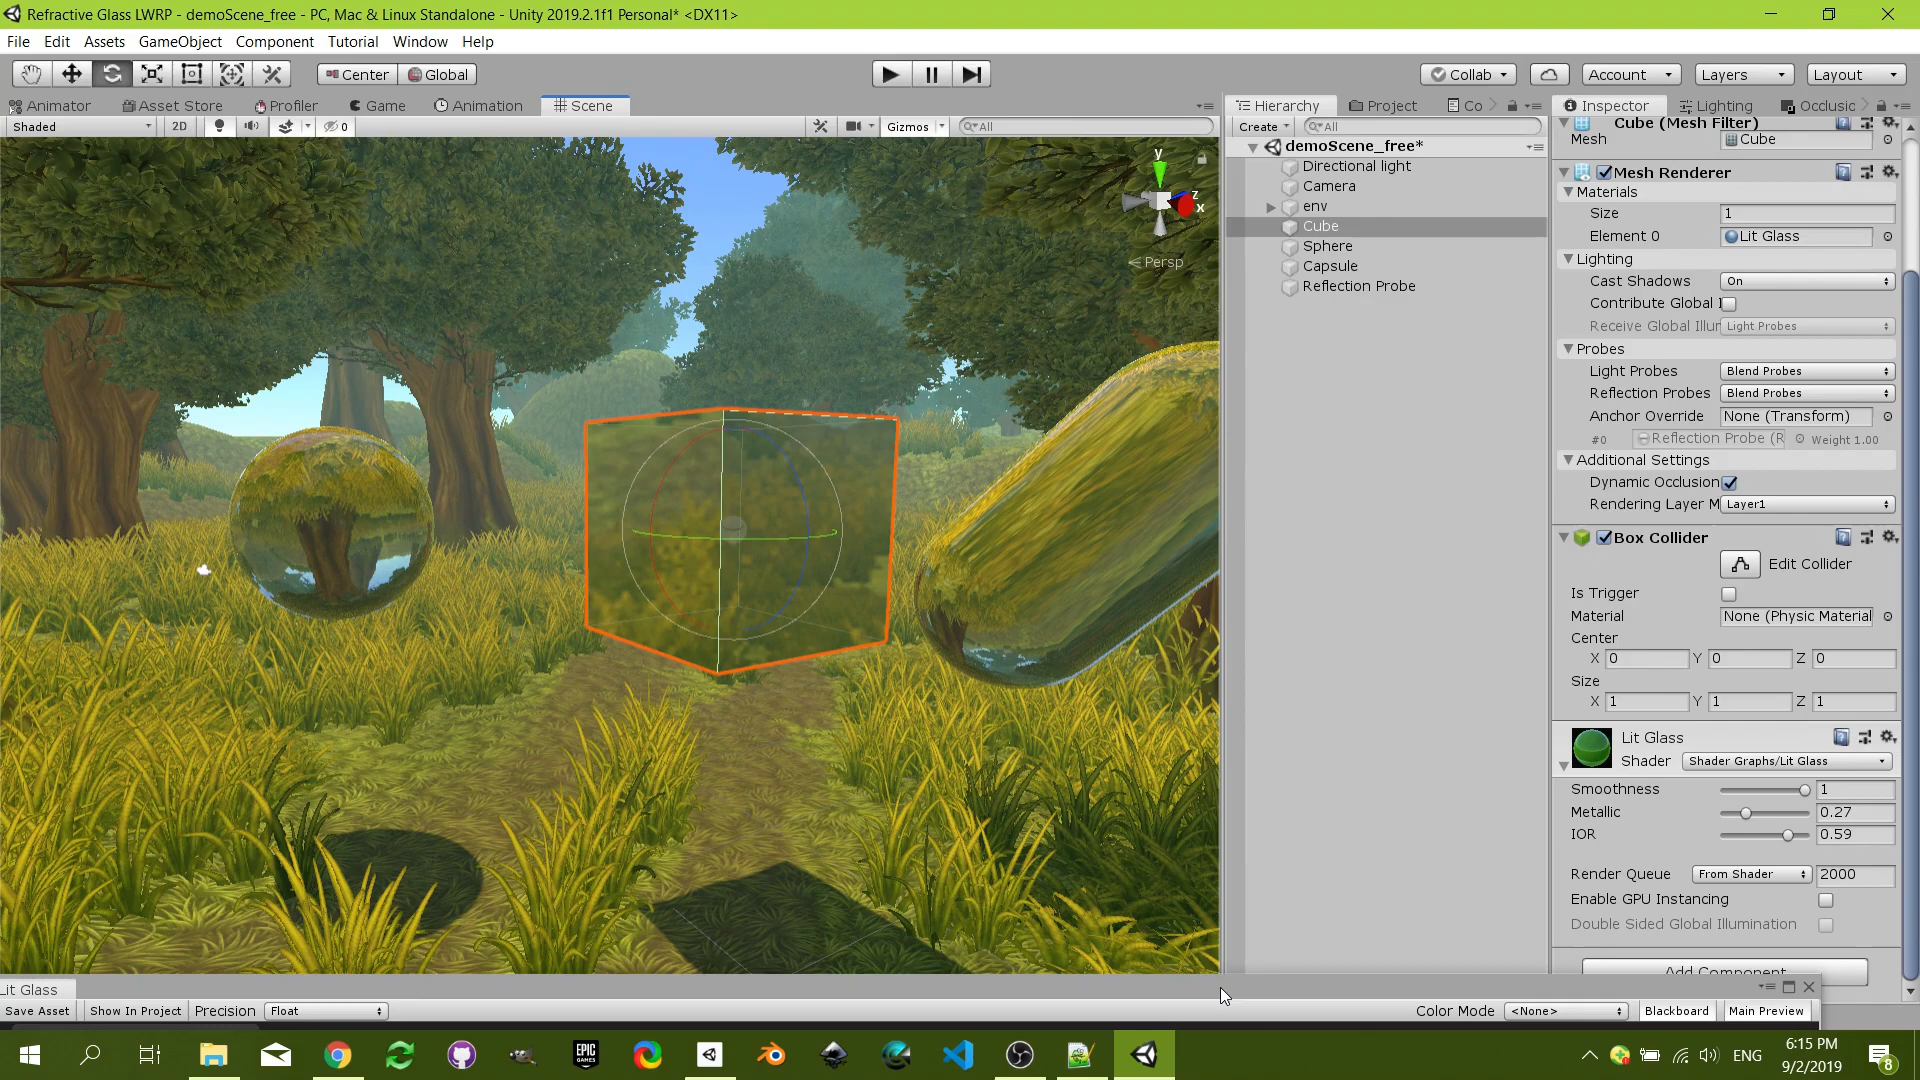 Refractive Glass LWRP - demoScene_free - PC, Mac & Linux Standalone - Unity 2019.2.1f1 Personal* <DX11>
File Edit Assets GameObject Component Tutorial Window Help
Center Global Collab Account Layers Layout
Animator Asset Store Profiler Game Animation Scene Hierarchy Project Co Inspector Lighting Occlusic
Shaded 2D 0 Gizmos All Create All
Cube (Mesh Filter)
Mesh Cube
demoScene_free*
Directional light
Camera
env
Cube
Sphere
Capsule
Reflection Probe
y
z
x
Persp
Mesh Renderer
Materials
Size 1
Element 0 Lit Glass
Lighting
Cast Shadows On
Contribute Global I
Receive Global Illur Light Probes
Probes
Light Probes Blend Probes
Reflection Probes Blend Probes
Anchor Override None (Transform)
#0 Reflection Probe (R Weight 1.00
Additional Settings
Dynamic Occlusion
Rendering Layer M Layer1
Box Collider
Edit Collider
Is Trigger
Material None (Physic Material
Center
X 0 Y 0 Z 0
Size
X 1 Y 1 Z 1
Lit Glass
Shader Shader Graphs/Lit Glass
Smoothness 1
Metallic 0.27
IOR 0.59
Render Queue From Shader 2000
Enable GPU Instancing
Double Sided Global Illumination
Add Component
Lit Glass
Save Asset Show In Project Precision Float Color Mode <None> Blackboard Main Preview
EPIC GAMES
ENG
6:15 PM
9/2/2019
8